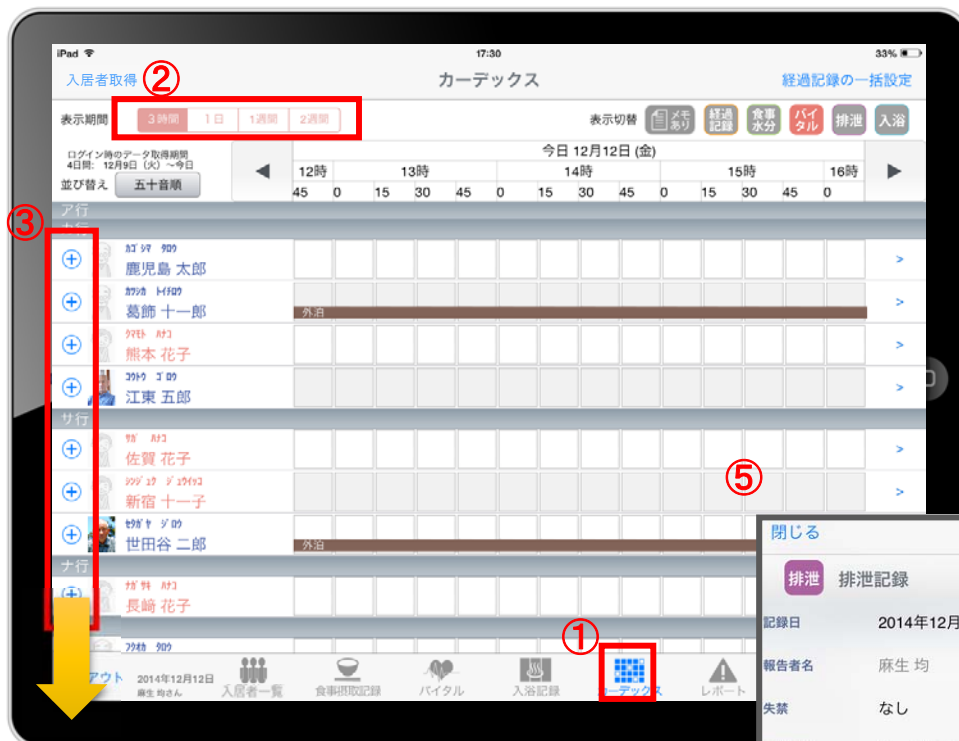 iPad 17:30 33%
入居者取得 ② カーデックス 経過記録の一括設定
表示期間 3時間 1日 1週間 2週間 表示切替 メモあり 経過記録 食事水分 バイタル 排泄 入浴
ログイン時のデータ取得期間
4日間: 12月9日（火）～今日
今日 12月12日 (金)
並び替え 五十音順 ◀ 12時 13時 14時 15時 16時 ▶
45 0 15 30 45 0 15 30 45 0 15 30 45 0
ア行
③ カ行
ｶｺﾞｼﾏ ﾀﾛｳ
鹿児島 太郎 >
ｶﾂｼｶ ﾄｲﾁﾛｳ
葛飾 十一郎 外泊 >
ｸﾏﾓﾄ ﾊﾅｺ
熊本 花子 >
ｺｳﾄｳ ｺﾞﾛｳ
江東 五郎 >
サ行
ｻｶﾞ ﾊﾅｺ
佐賀 花子 >
⑤
ｼﾝｼﾞｭｸ ｼﾞｭｳｲﾁｺ
新宿 十一子 >
ｾﾀｶﾞﾔ ｼﾞﾛｳ
世田谷 二郎 外泊
ナ行
ﾅｶﾞｻｷ ﾊﾅｺ
長崎 花子
ﾌｸｵｶ ﾀﾛｳ
①
アウト 2014年12月12日
麻生 均さん
入居者一覧 食事摂取記録 バイタル 入浴記録 カーデックス レポート
閉じる
排泄 排泄記録
記録日 2014年12月
報告者名 麻生 均
失禁 なし